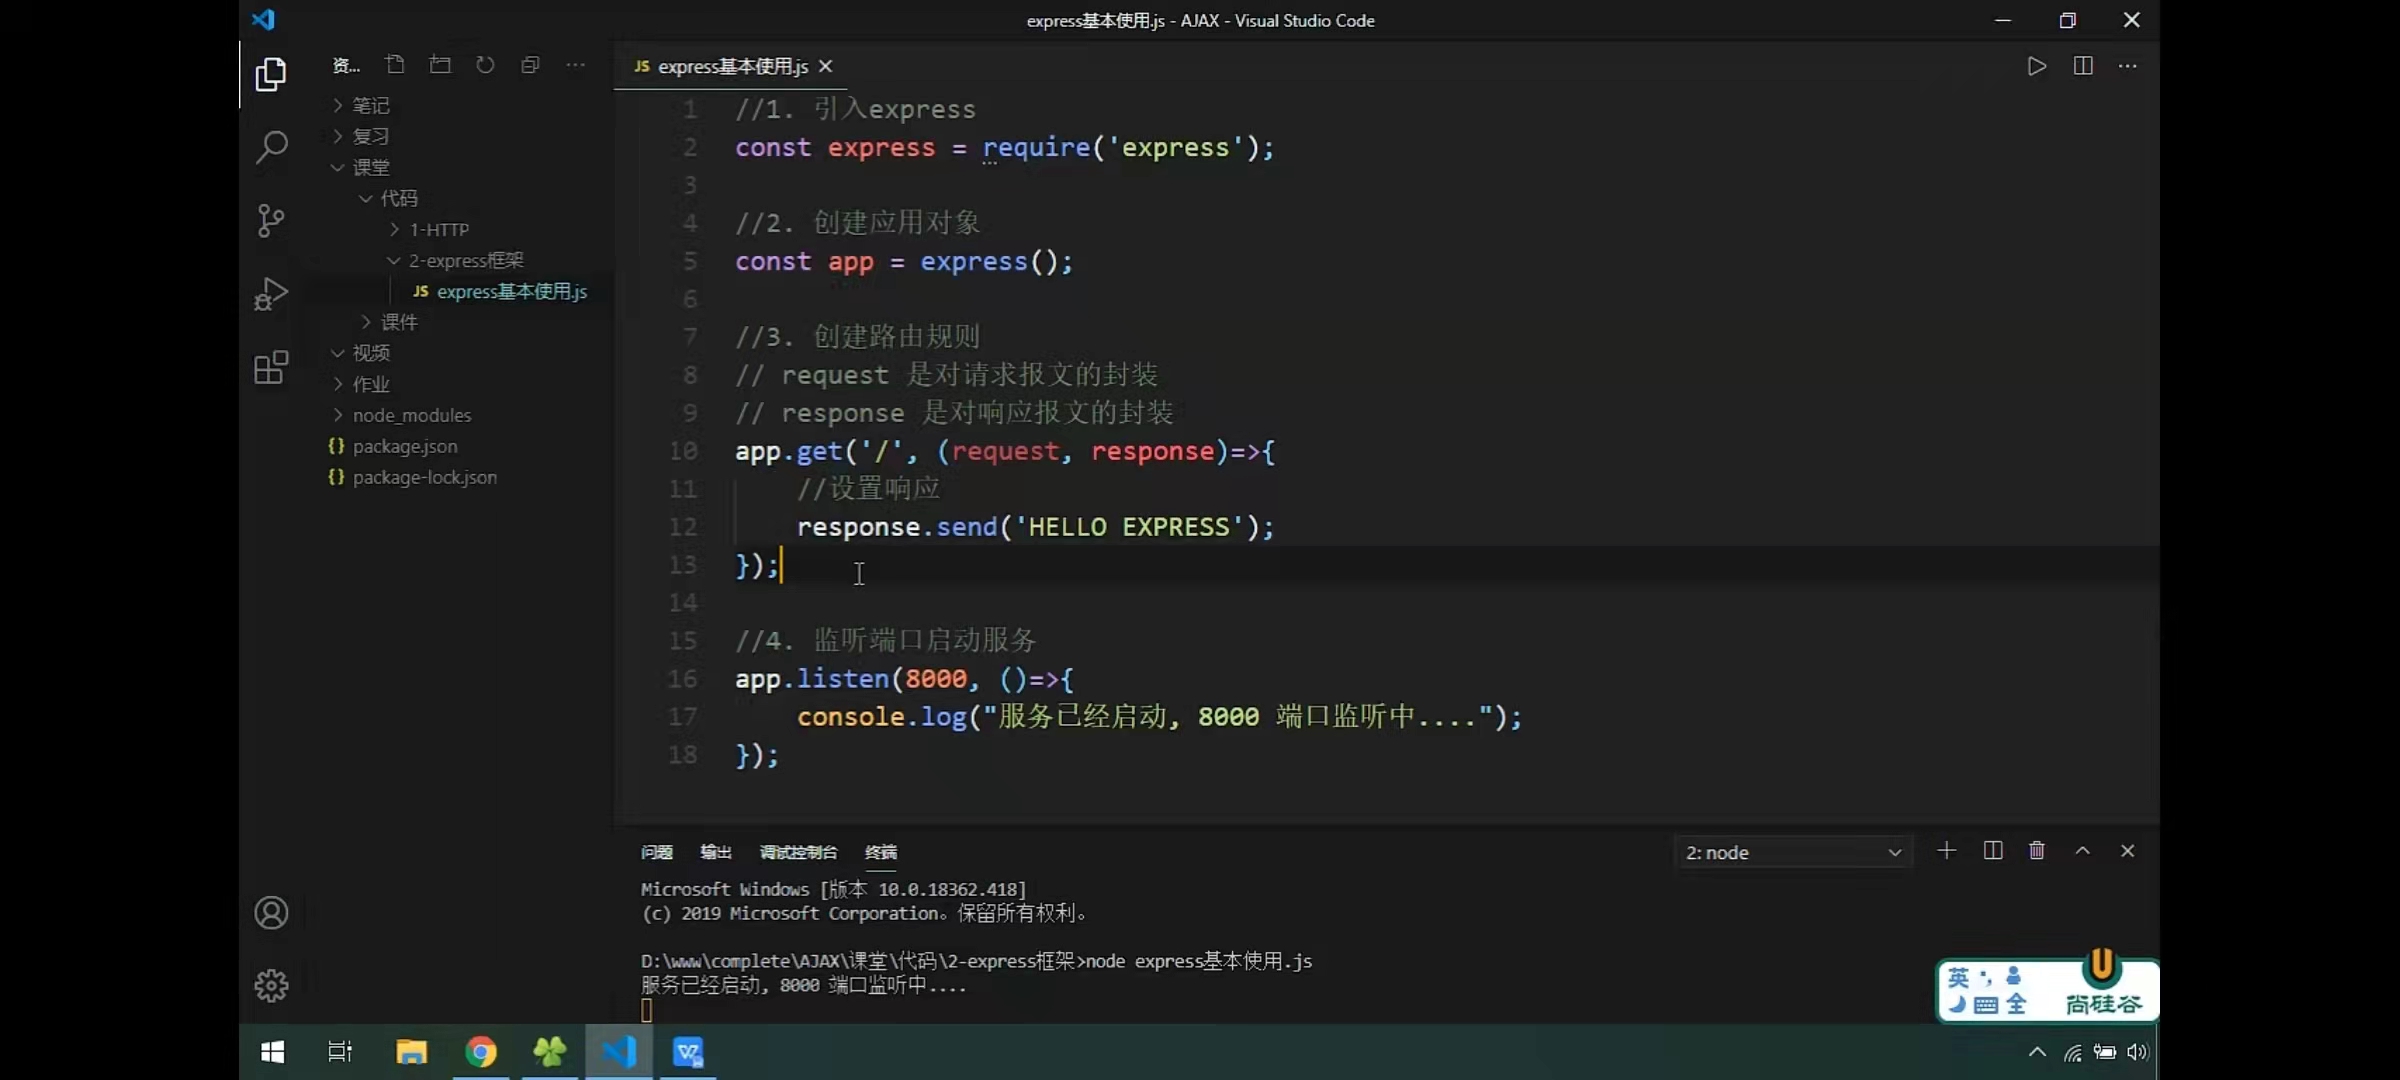 express基本使用.js - AJAX - Visual Studio Code
资...
JS express基本使用.js
笔记
复习
课堂
代码
1-HTTP
2-express框架
JS express基本使用.js
课件
视频
作业
node_modules
{} package.json
{} package-lock.json
1 //1. 引入express
2 const express = require('express');
3
4 //2. 创建应用对象
5 const app = express();
6
7 //3. 创建路由规则
8 // request 是对请求报文的封装
9 // response 是对响应报文的封装
10 app.get('/', (request, response)=>{
11 //设置响应
12 response.send('HELLO EXPRESS');
13 });
14
15 //4. 监听端口启动服务
16 app.listen(8000, ()=>{
17 console.log("服务已经启动, 8000 端口监听中....");
18 });
问题 输出 调试控制台 终端
2: node
Microsoft Windows [版本 10.0.18362.418]
(c) 2019 Microsoft Corporation。保留所有权利。
D:\www\complete\AJAX\课堂\代码\2-express框架>node express基本使用.js
服务已经启动, 8000 端口监听中....
英
全
尚硅谷